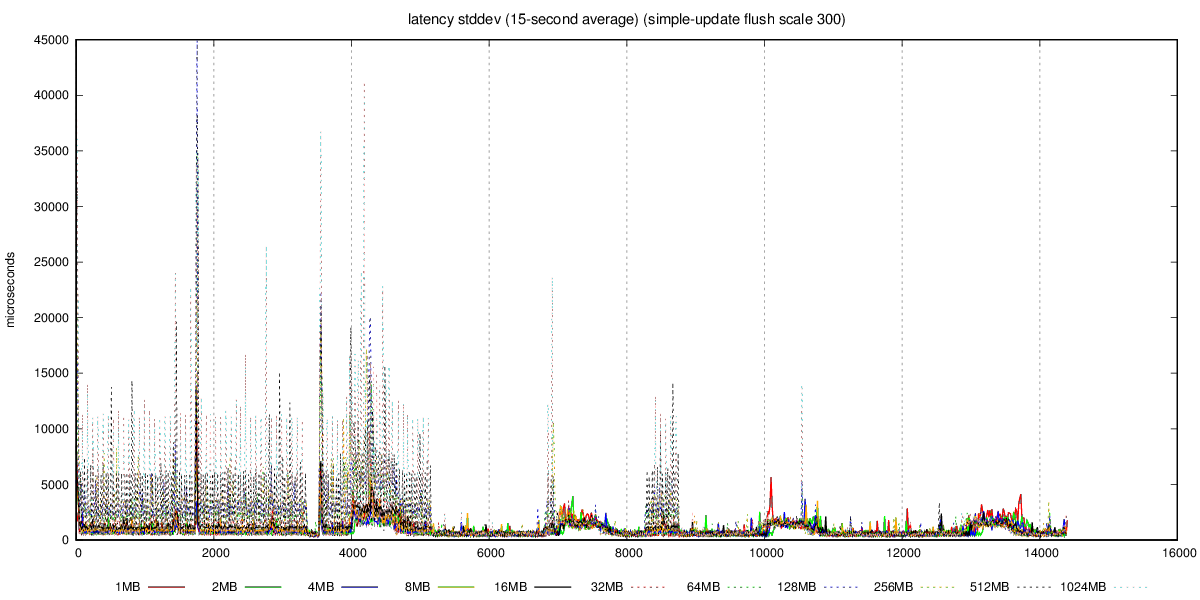 latency stddev (15-second average) (simple-update flush scale 300)
45000
40000
35000
30000
25000
20000
15000
10000
5000
0
microseconds
0 2000 4000 6000 8000 10000 12000 14000 16000
1MB 2MB 4MB 8MB 16MB 32MB 64MB 128MB 256MB 512MB 1024MB